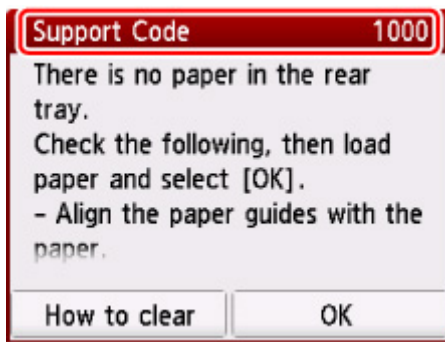 Support Code 1000
There is no paper in the rear
tray.
Check the following, then load
paper and select [OK].
– Align the paper guides with the
paper.
How to clear OK